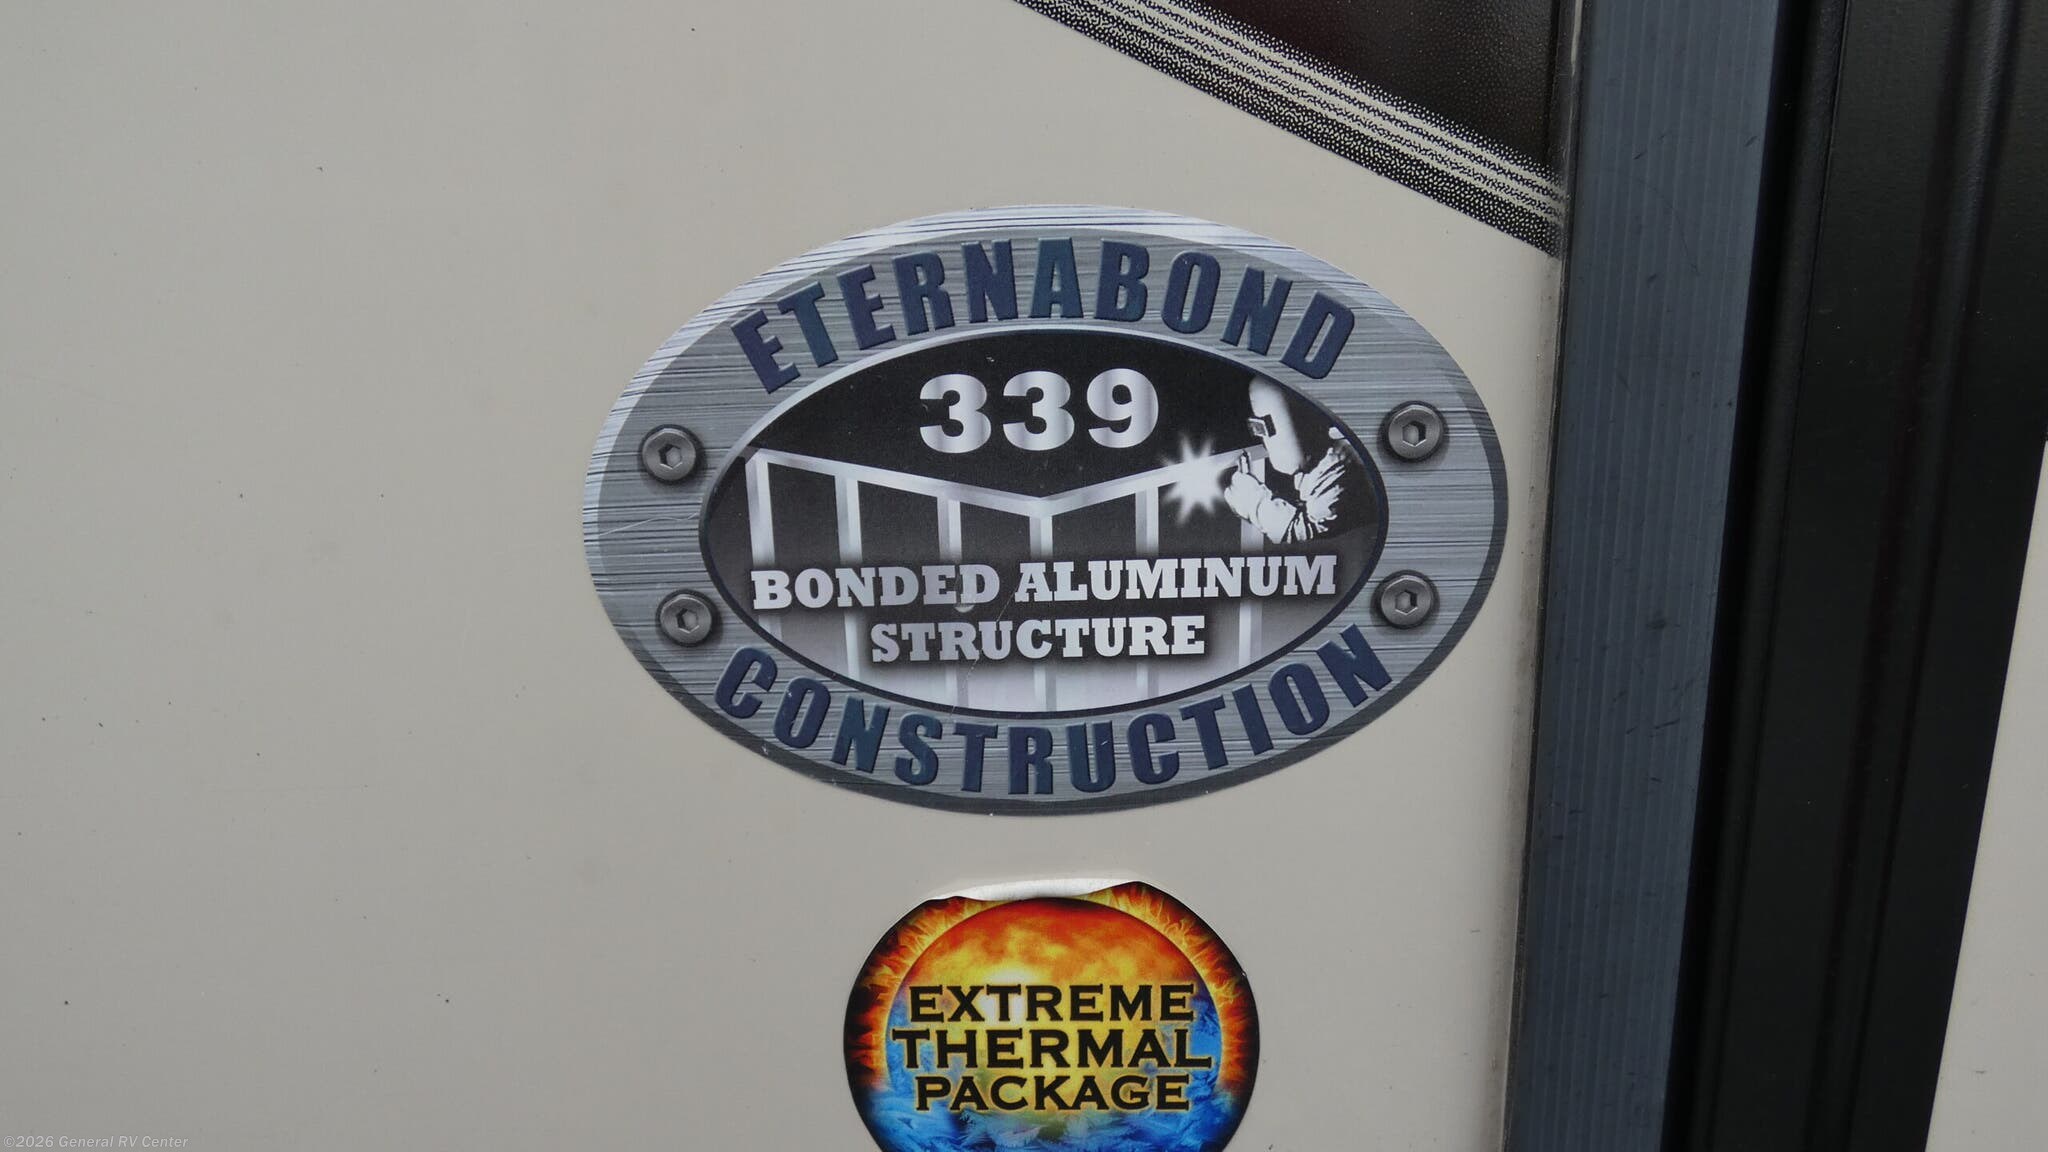 ETERNABOND
339
BONDED ALUMINUM
STRUCTURE
CONSTRUCTION
EXTREME
THERMAL
PACKAGE
©2026 General RV Center